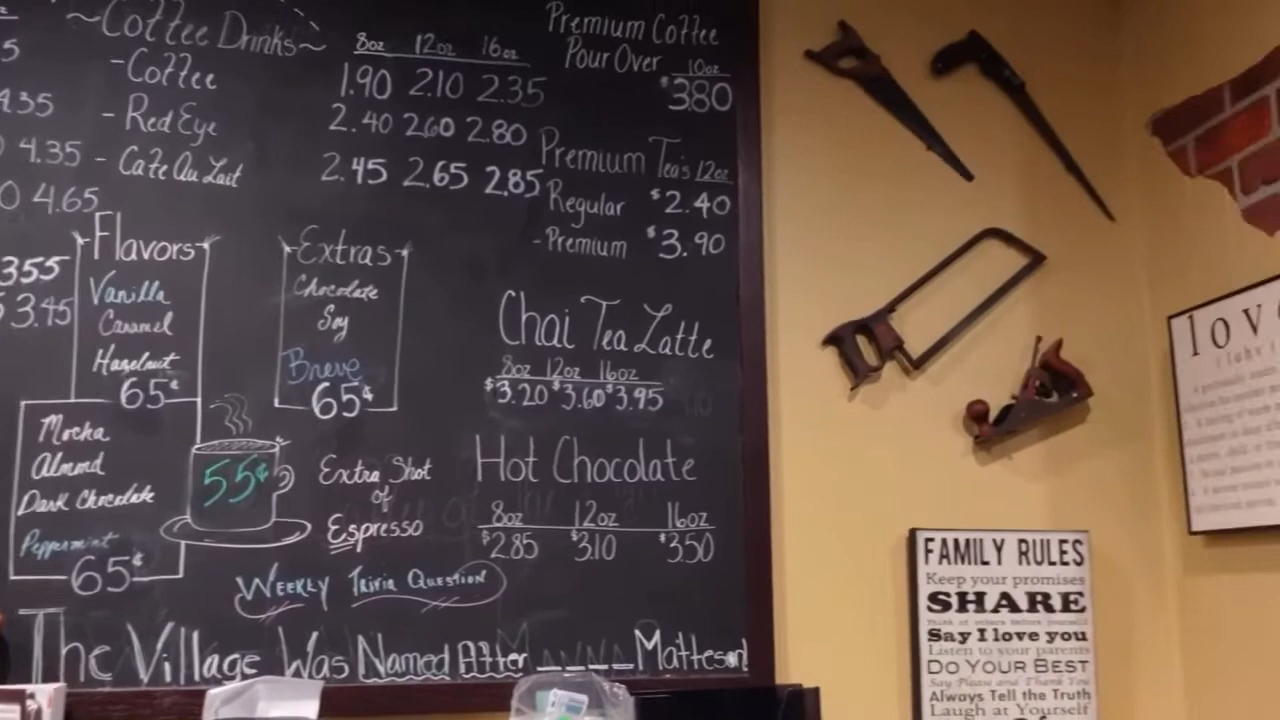 ~Coffee Drinks~ 8oz 12oz 16oz
-Coffee 1.90 2.10 2.35
4.35 - Red Eye 2.40 2.60 2.80
4.35 - Cafe Au Lait 2.45 2.65 2.85
4.65
355
3.45
Premium Coffee
Pour Over 10oz
$3.80
Premium Tea's 12oz
Regular $2.40
-Premium $3.90
Flavors
Vanilla
Caramel
Hazelnut
65¢
Mocha
Almond
Dark Chocolate
Peppermint
65¢
Extras
Chocolate
Soy
Breve
65¢
55¢
Extra Shot
of
Espresso
Chai Tea Latte
8oz 12oz 16oz
$3.20 $3.60 $3.95
Hot Chocolate
8oz 12oz 16oz
$2.85 $3.10 $3.50
Weekly Trivia Question
The Village Was Named After ____ Matteson
FAMILY RULES
Keep your promises
SHARE
Think of others before yourself
Say I love you
Listen to your parents
DO YOUR BEST
Say Please and Thank You
Always Tell the Truth
Laugh at Yourself
lov